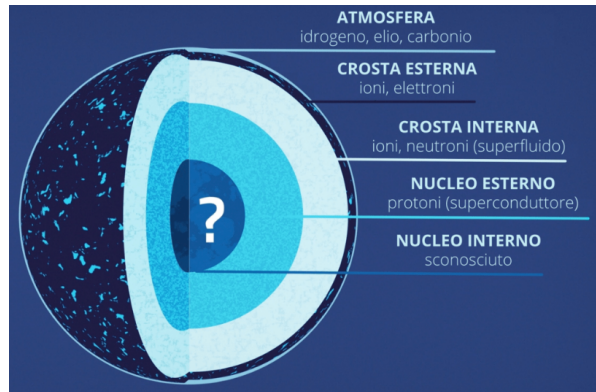 ATMOSFERA
idrogeno, elio, carbonio
CROSTA ESTERNA
ioni, elettroni
CROSTA INTERNA
ioni, neutroni (superfluido)
NUCLEO ESTERNO
protoni (superconduttore)
NUCLEO INTERNO
sconosciuto
?